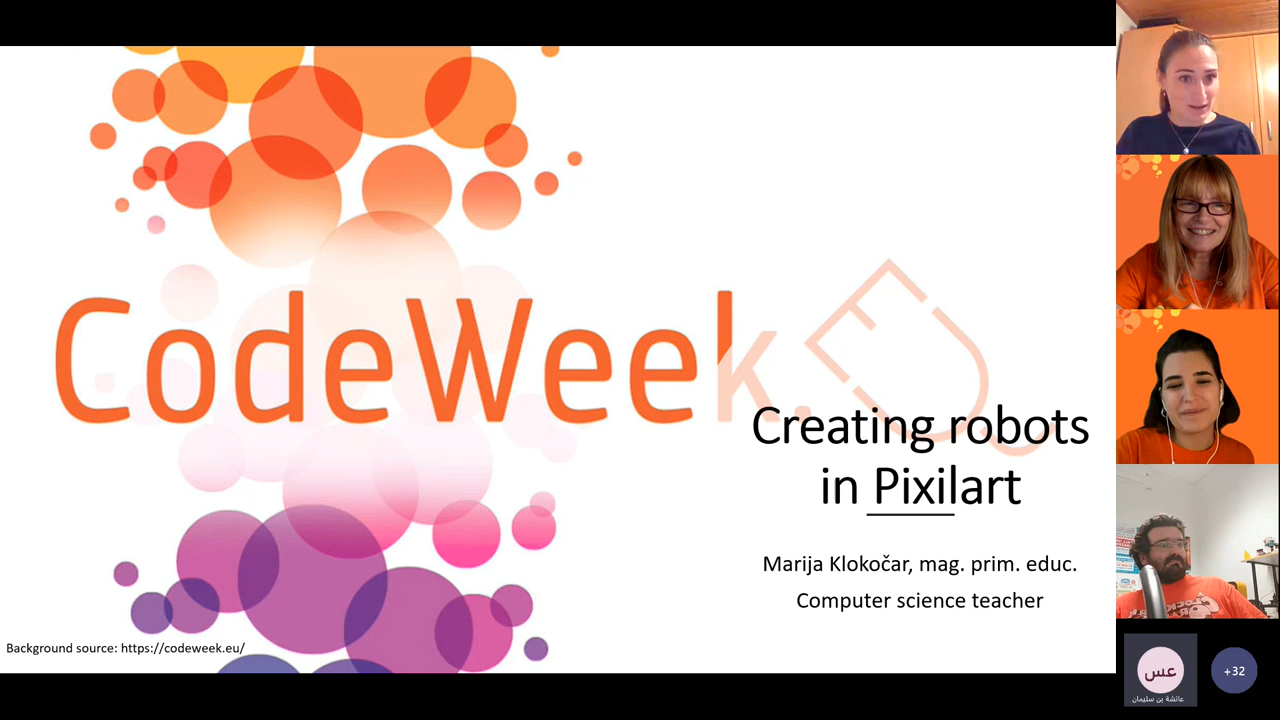 CodeWeek.EU
Creating robots
in Pixilart
Marija Klokočar, mag. prim. educ.
Computer science teacher
Background source: https://codeweek.eu/
عس
عائشة بن سليمان
+32